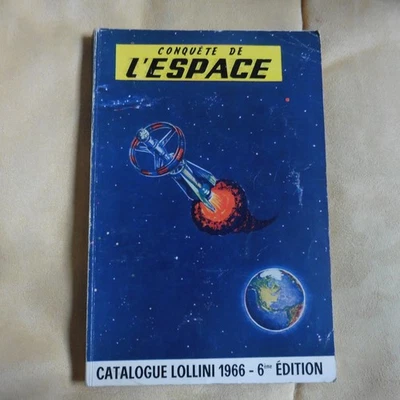 CONQUÊTE DE
L'ESPACE
CATALOGUE LOLLINI 1966 - 6ème ÉDITION